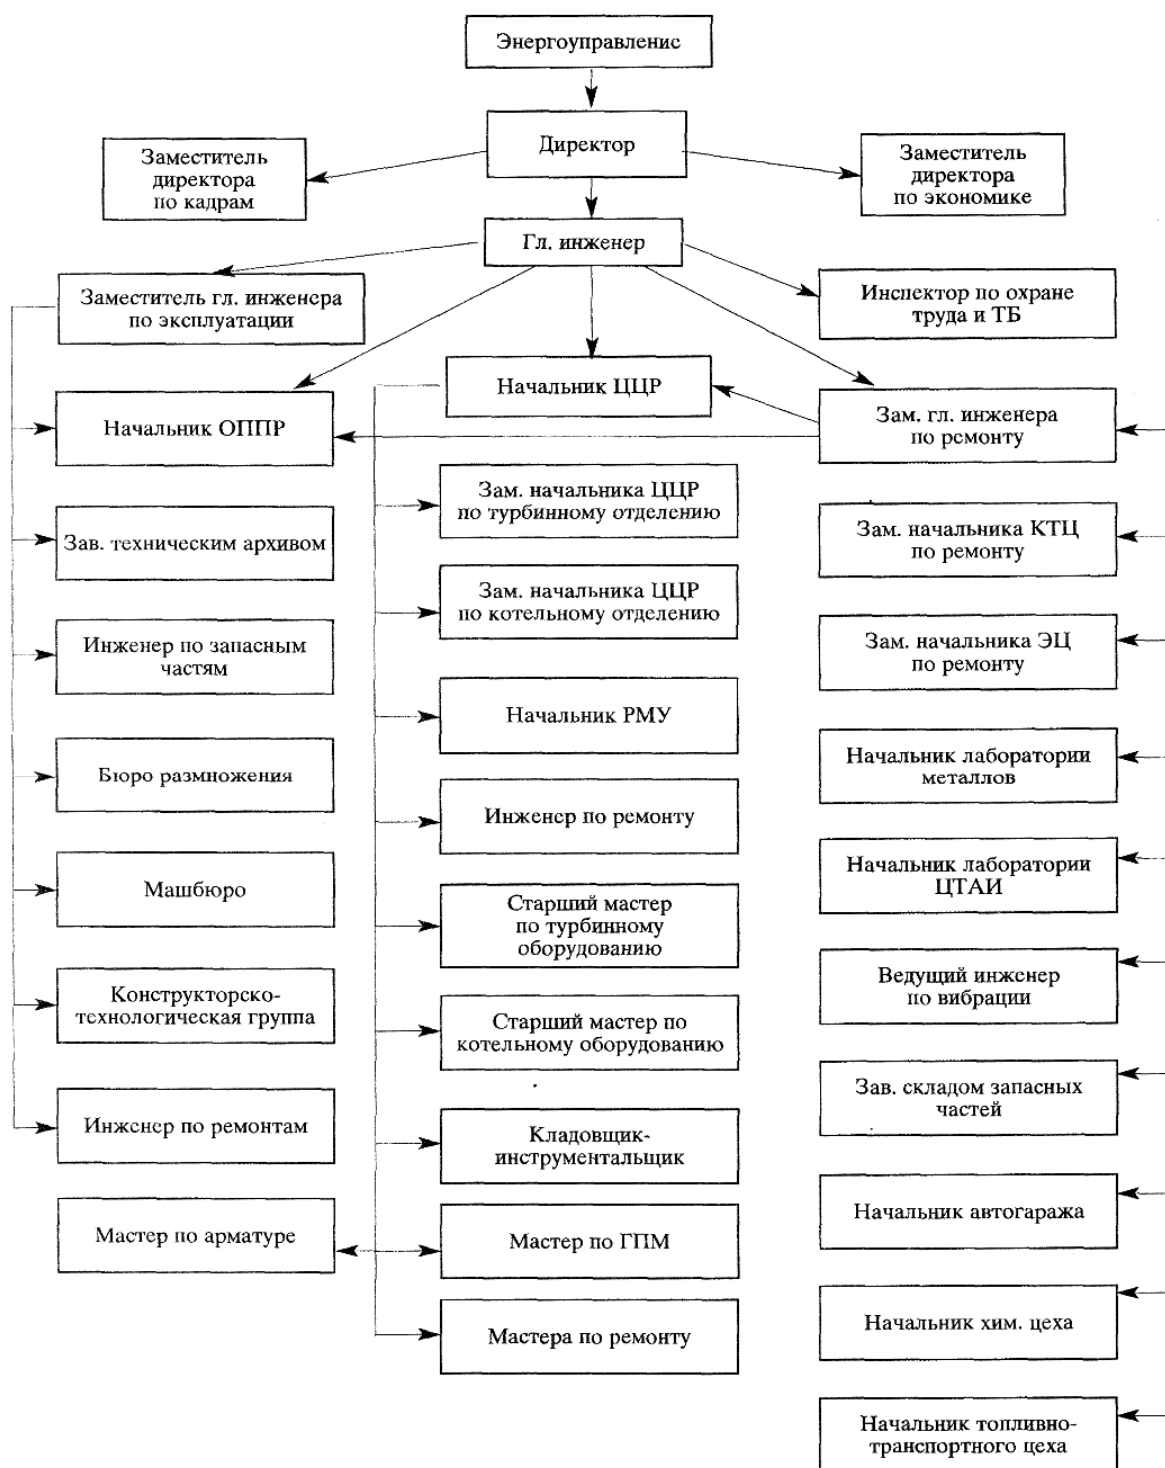 Энергоуправление
Директор
Заместитель
директора
по кадрам
Заместитель
директора
по экономике
Гл. инженер
Заместитель гл. инженера
по эксплуатации
Инспектор по охране
труда и ТБ
Начальник ЦЦР
Начальник ОППР
Зам. гл. инженера
по ремонту
Зам. начальника ЦЦР
по турбинному отделению
Зав. техническим архивом
Зам. начальника КТЦ
по ремонту
Зам. начальника ЦЦР
по котельному отделению
Инженер по запасным
частям
Зам. начальника ЭЦ
по ремонту
Начальник РМУ
Бюро размножения
Начальник лаборатории
металлов
Инженер по ремонту
Машбюро
Начальник лаборатории
ЦТАИ
Старший мастер
по турбинному
оборудованию
Конструкторско-
технологическая группа
Ведущий инженер
по вибрации
Старший мастер по
котельному оборудованию
Инженер по ремонтам
Зав. складом запасных
частей
Кладовщик-
инструментальщик
Мастер по арматуре
Мастер по ГПМ
Начальник автогаража
Мастера по ремонту
Начальник хим. цеха
Начальник топливно-
транспортного цеха